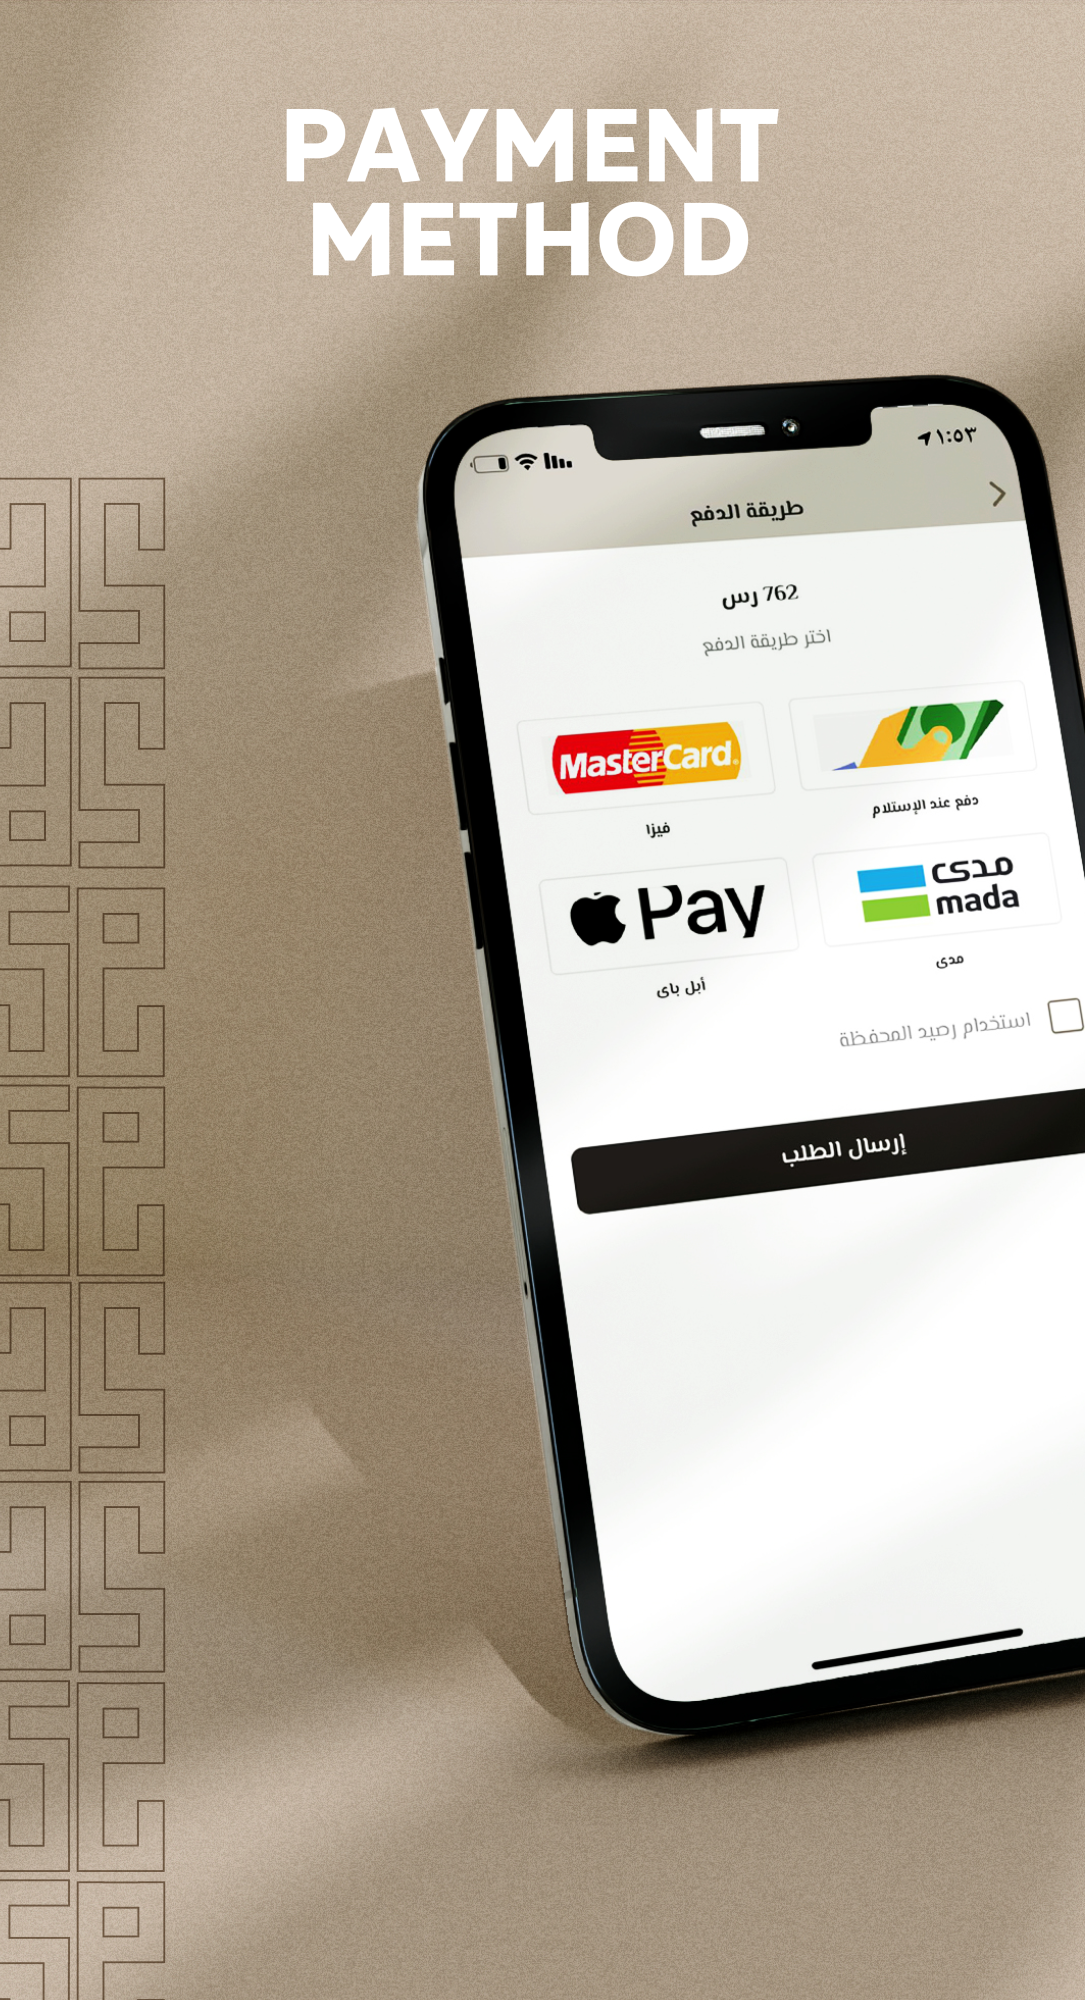 PAYMENT
METHOD
١:٥٣
طريقة الدفع
762 رس
اختر طريقة الدفع
MasterCard
دفع عند الإستلام
فيزا
Pay
مدى
mada
مدى
أبل باى
استخدام رصيد المحفظة
إرسال الطلب